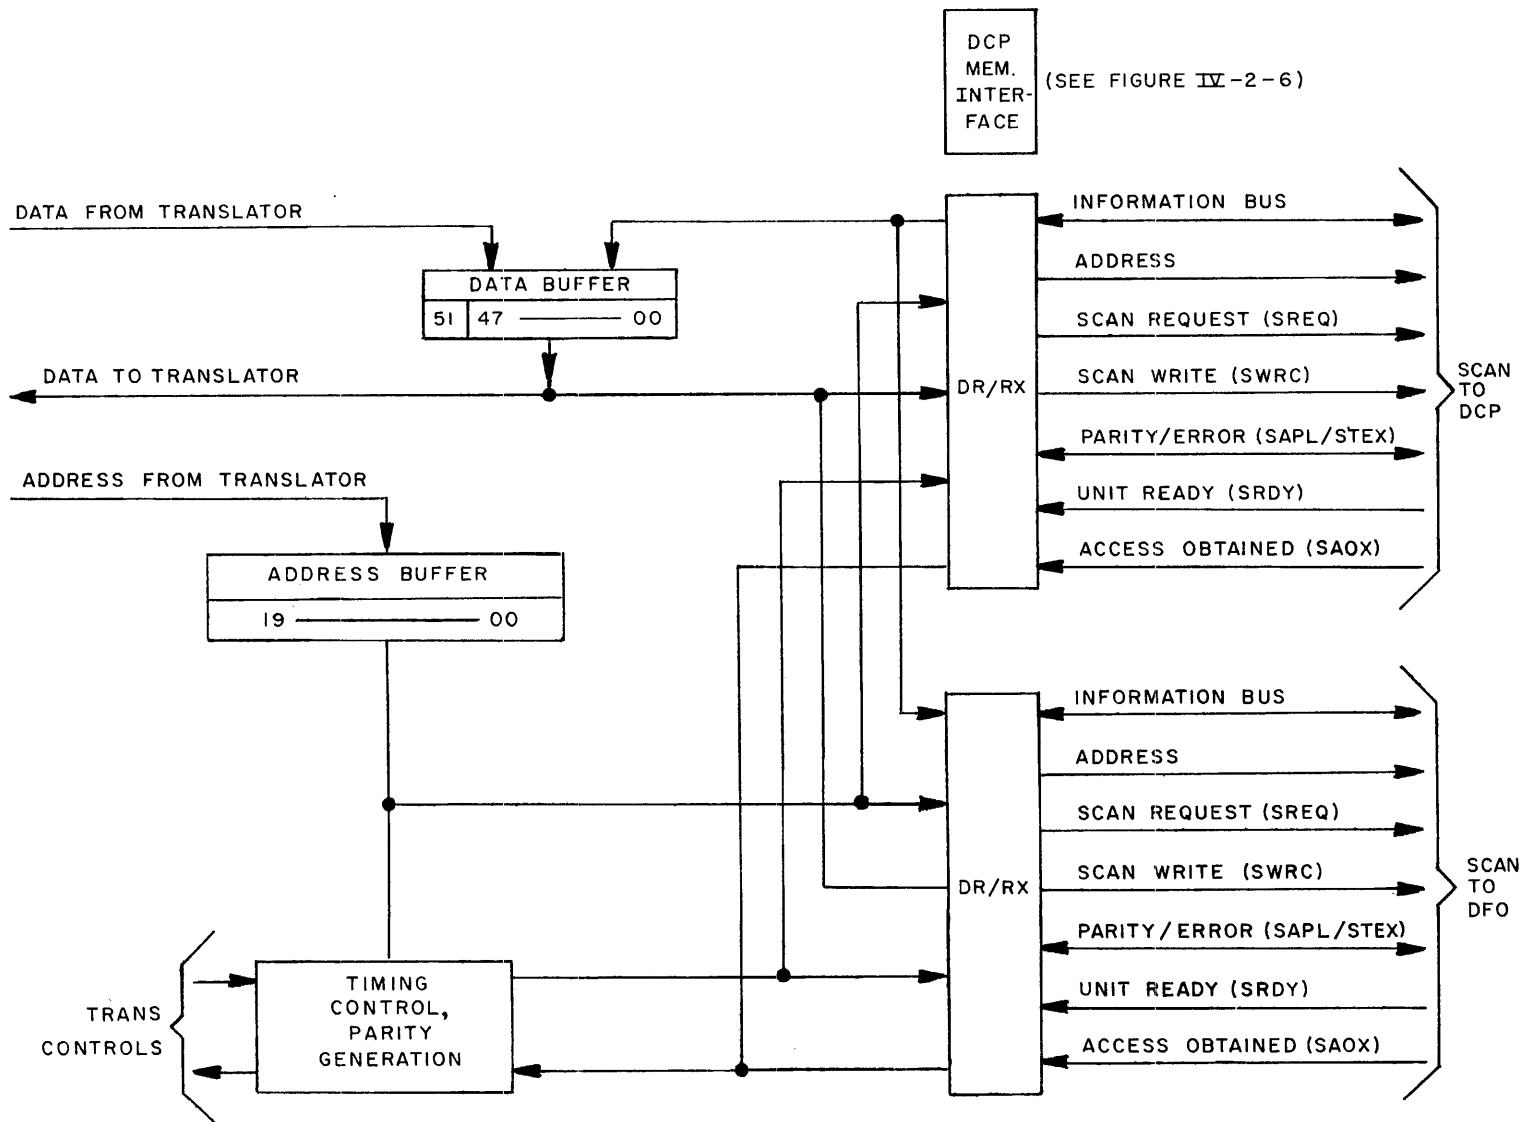 DCP
MEM.
INTER-
FACE
(SEE FIGURE IV-2-6)
DATA FROM TRANSLATOR
DATA BUFFER
51 47 00
DATA TO TRANSLATOR
ADDRESS FROM TRANSLATOR
ADDRESS BUFFER
19 00
DR/RX
INFORMATION BUS
ADDRESS
SCAN REQUEST (SREQ)
SCAN WRITE (SWRC)
PARITY/ERROR (SAPL/STEX)
UNIT READY (SRDY)
ACCESS OBTAINED (SAOX)
SCAN
TO
DCP
DR/RX
INFORMATION BUS
ADDRESS
SCAN REQUEST (SREQ)
SCAN WRITE (SWRC)
PARITY/ERROR (SAPL/STEX)
UNIT READY (SRDY)
ACCESS OBTAINED (SAOX)
SCAN
TO
DFO
TRANS
CONTROLS
TIMING
CONTROL,
PARITY
GENERATION